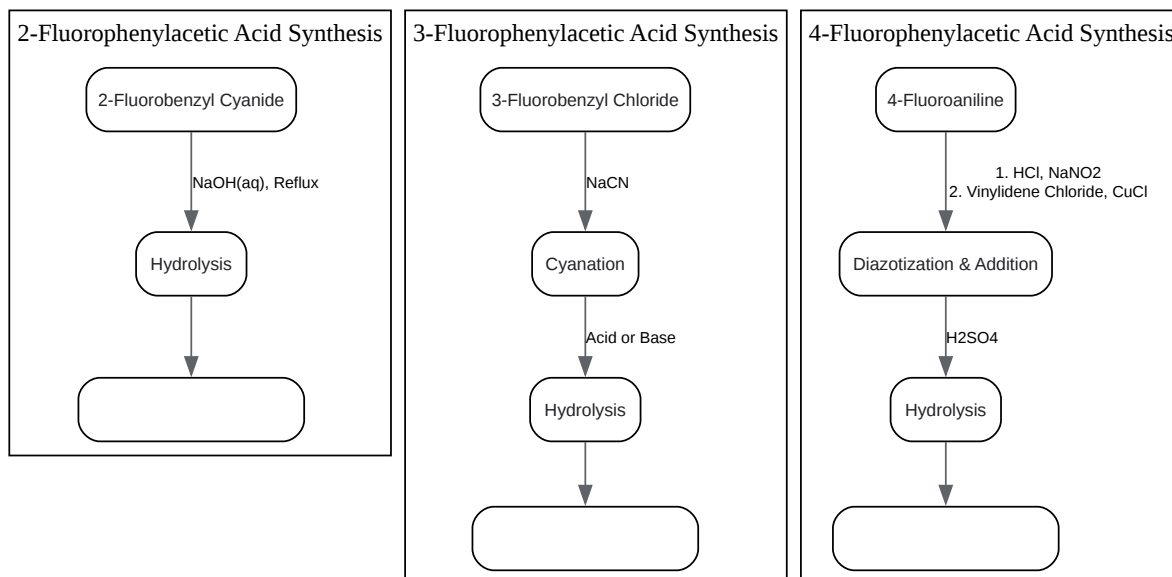 2-Fluorophenylacetic Acid Synthesis
2-Fluorobenzyl Cyanide
NaOH(aq), Reflux
Hydrolysis
3-Fluorophenylacetic Acid Synthesis
3-Fluorobenzyl Chloride
NaCN
Cyanation
Acid or Base
Hydrolysis
4-Fluorophenylacetic Acid Synthesis
4-Fluoroaniline
1. HCl, NaNO2
2. Vinylidene Chloride, CuCl
Diazotization & Addition
H2SO4
Hydrolysis